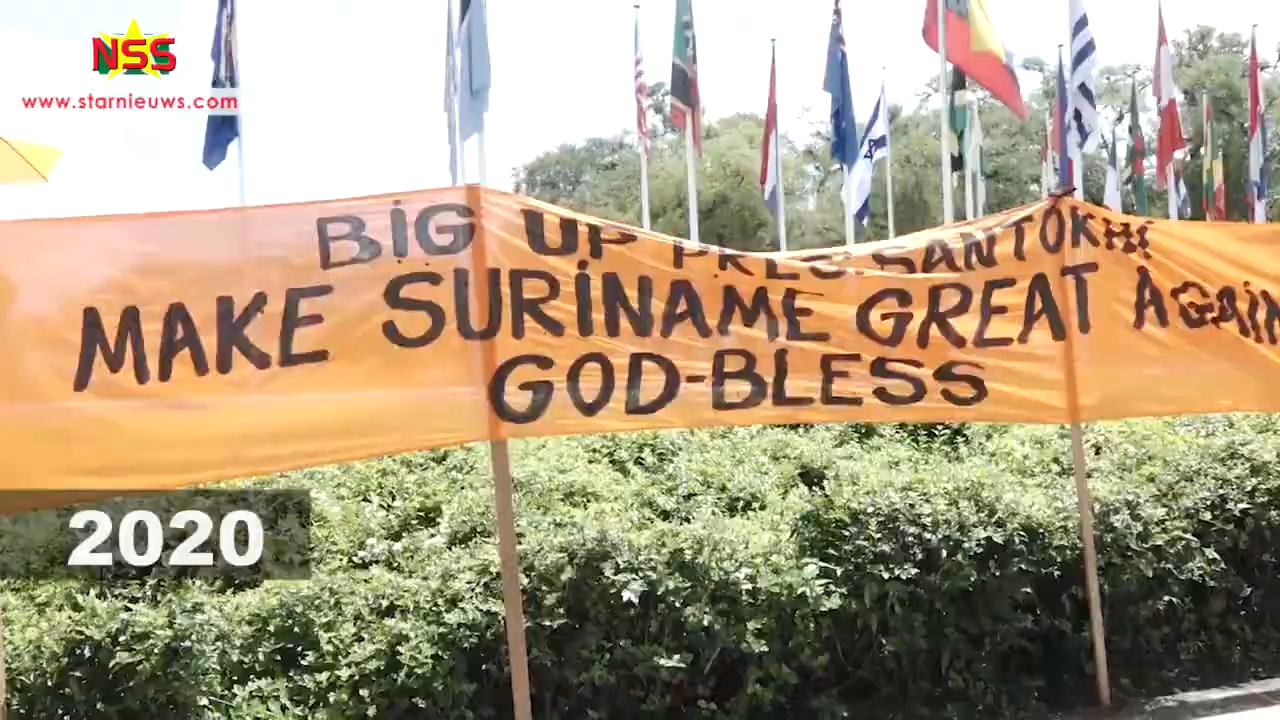 NSS
www.starnieuws.com
BIG UP PRES. SANTOKHI
MAKE SURINAME GREAT AGAIN
GOD-BLESS
2020